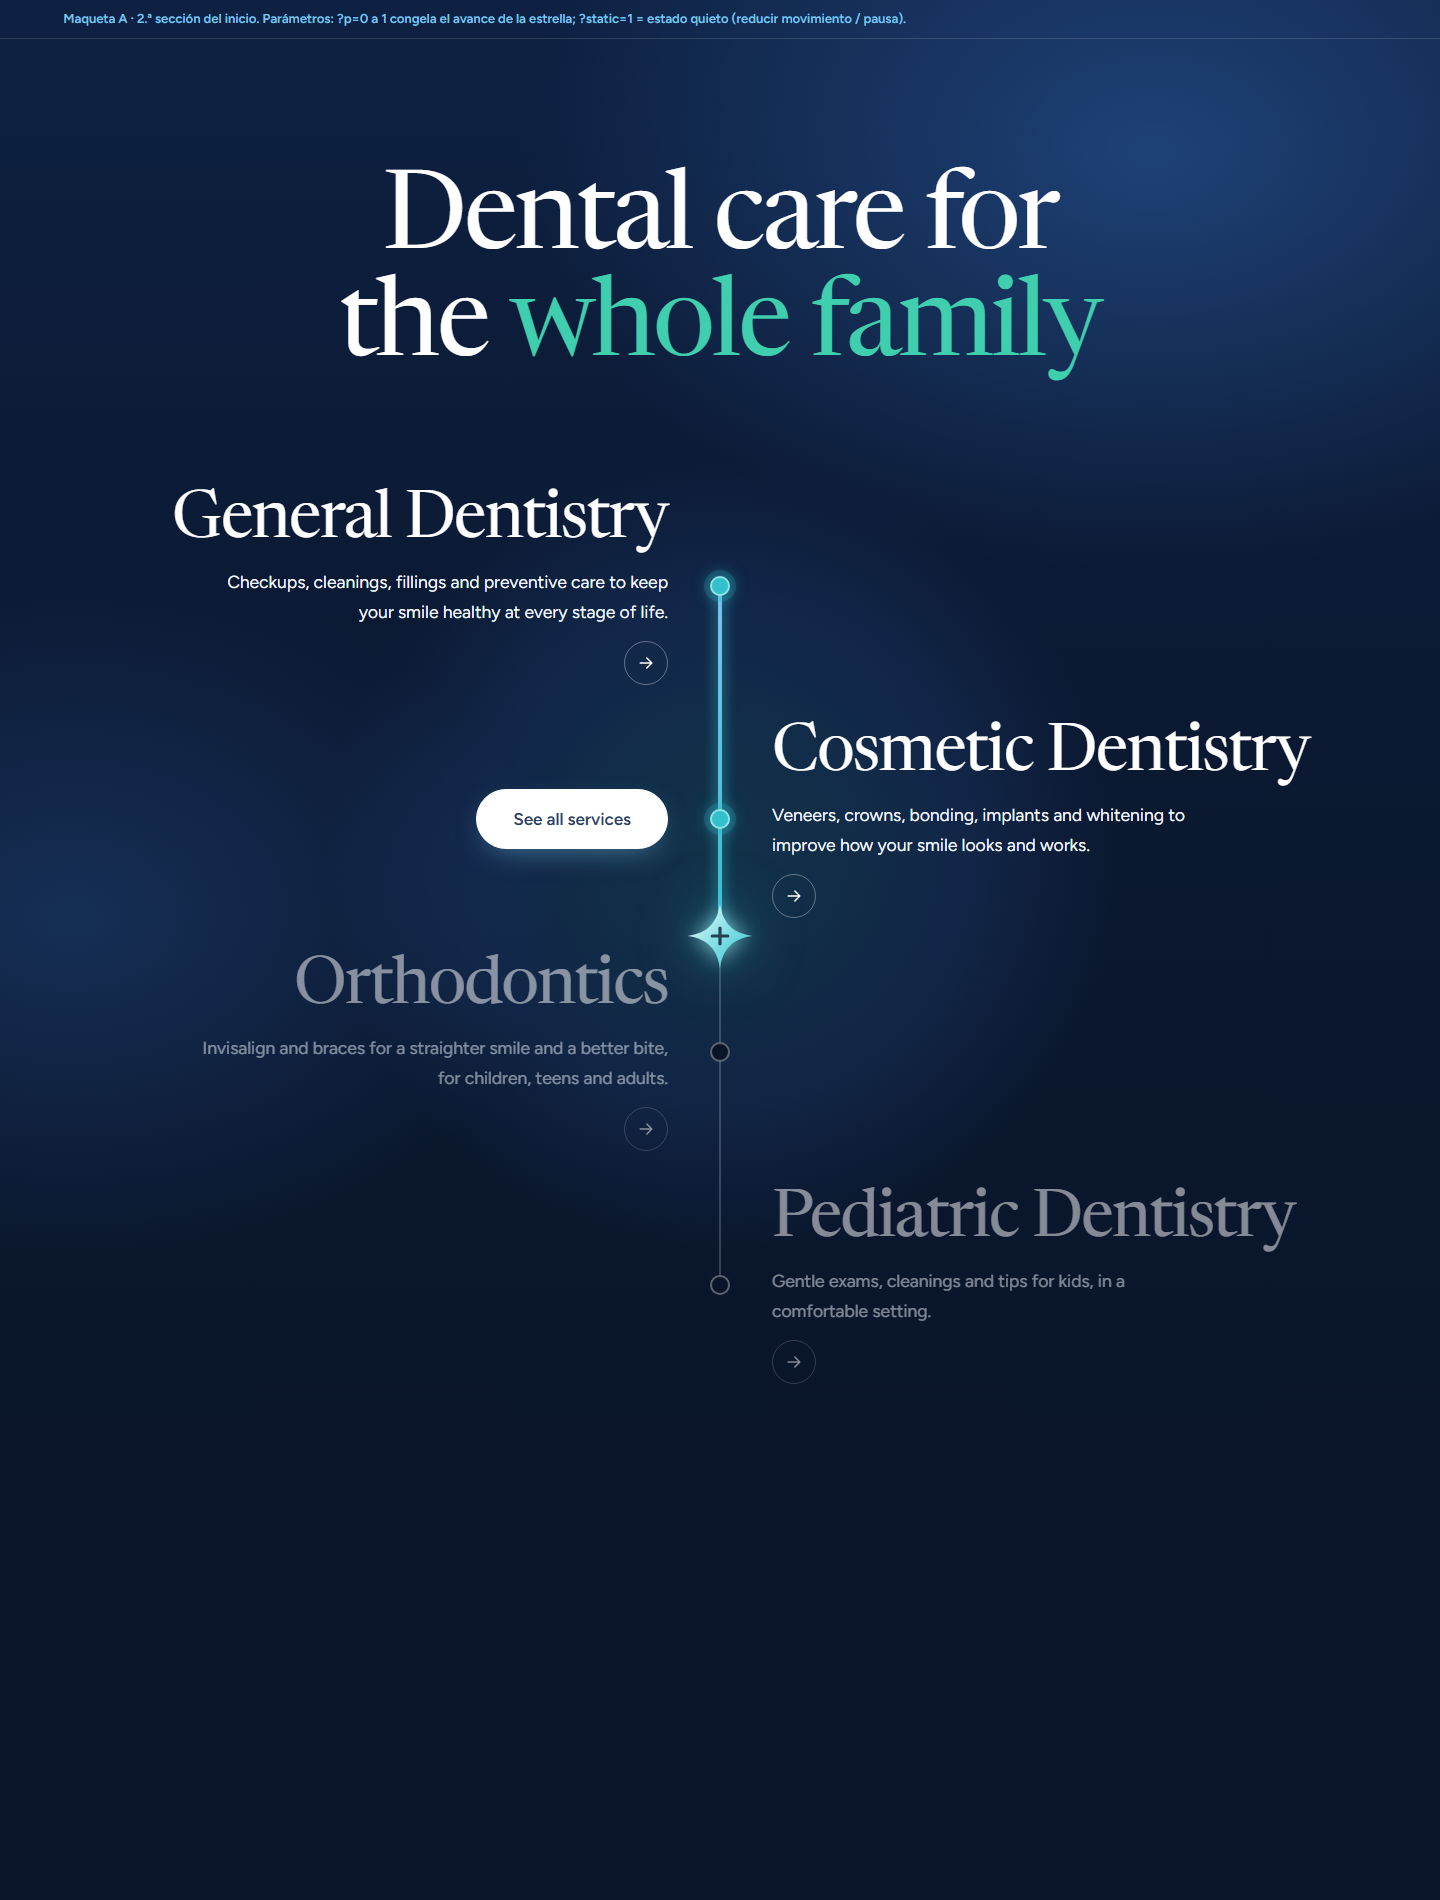 Maqueta A · 2.ª sección del inicio. Parámetros: ?p=0 a 1 congela el avance de la estrella; ?static=1 = estado quieto (reducir movimiento / pausa).
Dental care for
the whole family
General Dentistry
Checkups, cleanings, fillings and preventive care to keep
your smile healthy at every stage of life.
Cosmetic Dentistry
See all services
Veneers, crowns, bonding, implants and whitening to
improve how your smile looks and works.
Orthodontics
Invisalign and braces for a straighter smile and a better bite,
for children, teens and adults.
Pediatric Dentistry
Gentle exams, cleanings and tips for kids, in a
comfortable setting.